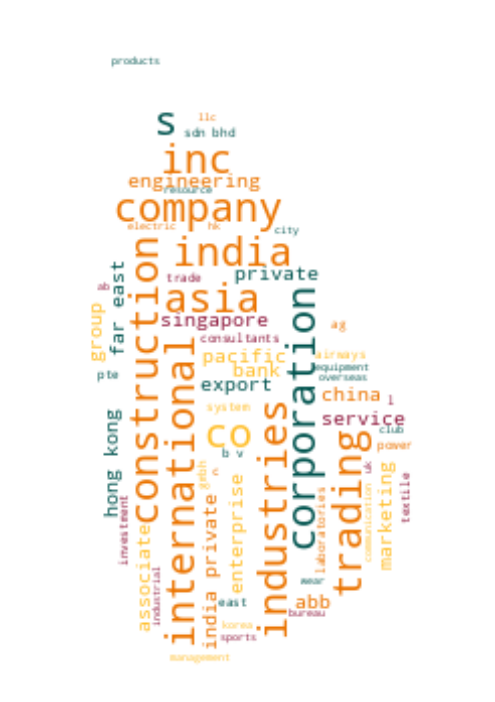 products
s
llc
sdn bhd
inc
engineering
resource
company
electric
hk
city
india
construction
far east
trade
private
ab
asia
corporation
group
singapore
ag
consultants
international
pacific
airways
bank
equipment
pte
export
overseas
china
l
industries
system
hong kong
service
co
club
trading
b v
power
gmbh
n
uk
india private
enterprise
marketing
textile
laboratories
communication
investment
associate
industrial
wear
east
abb
bureau
korea
sports
management